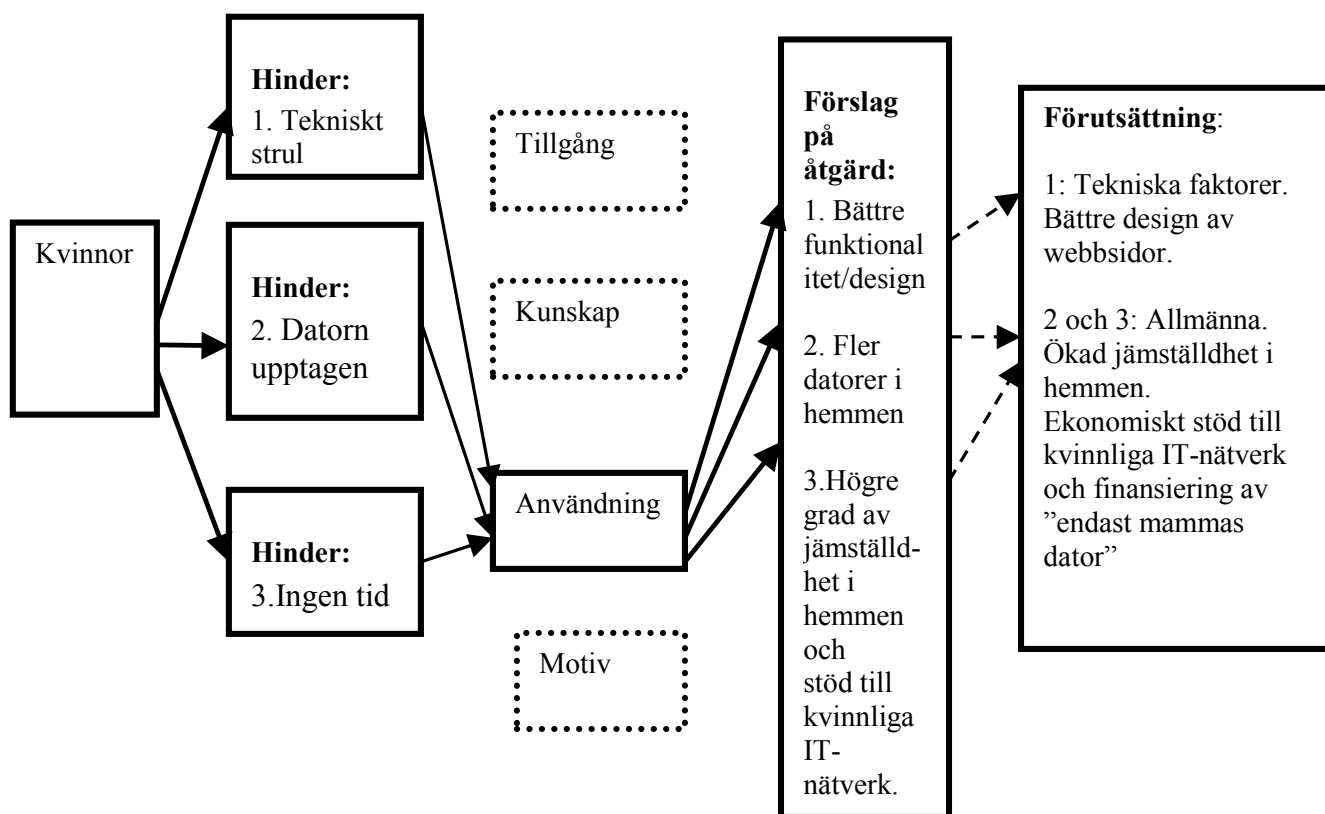 Kvinnor
Hinder:
1. Tekniskt
strul
Hinder:
2. Datorn
upptagen
Hinder:
3.Ingen tid
Tillgång
Kunskap
Användning
Motiv
Förslag
på
åtgärd:
1. Bättre
funktional
itet/design
2. Fler
datorer i
hemmen
3.Högre
grad av
jämställd-
het i
hemmen
och
stöd till
kvinnliga
IT-
nätverk.
Förutsättning:
1: Tekniska faktorer.
Bättre design av
webbsidor.
2 och 3: Allmänna.
Ökad jämställdhet i
hemmen.
Ekonomiskt stöd till
kvinnliga IT-nätverk
och finansiering av
”endast mammas
dator”